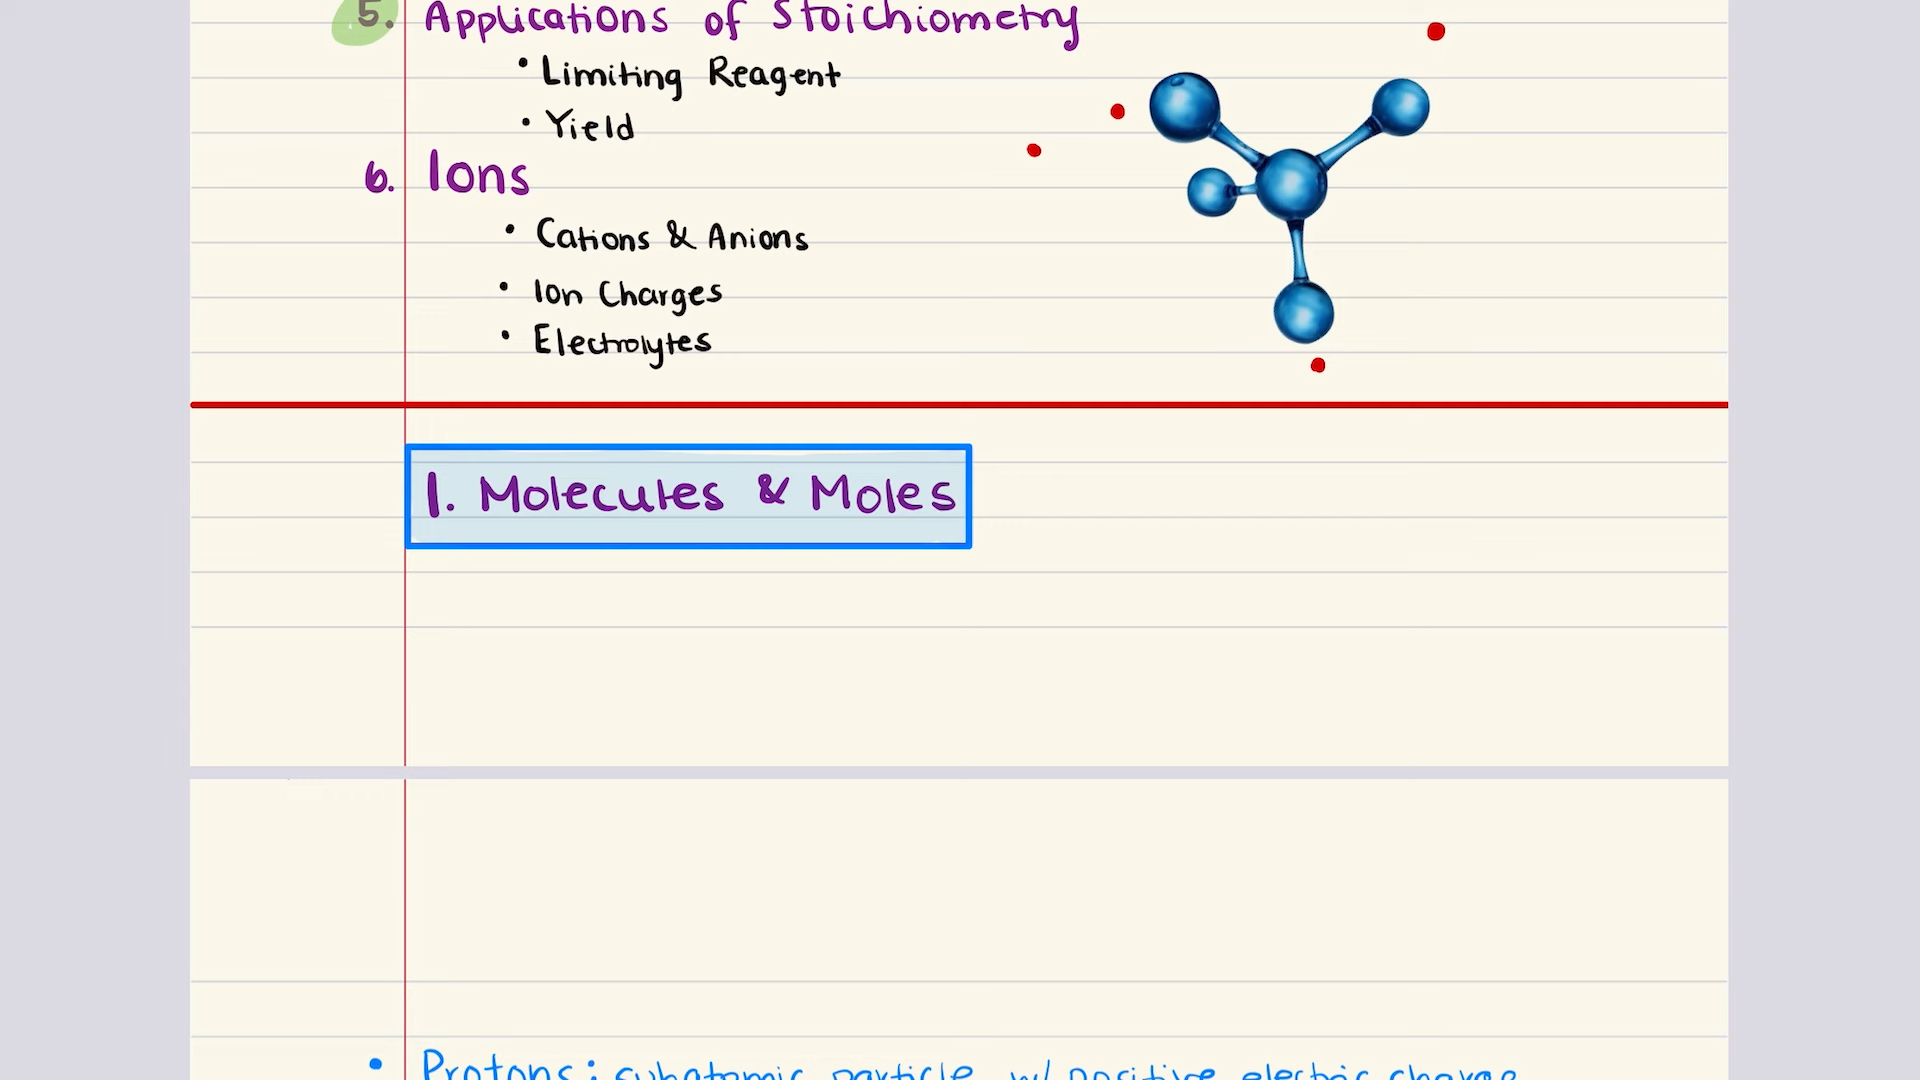 5. Applications of Stoichiometry
• Limiting Reagent
• Yield
6. Ions
• Cations & Anions
• Ion Charges
• Electrolytes
1. Molecules & Moles
• Protons: subatomic particle w/ positive electric charge